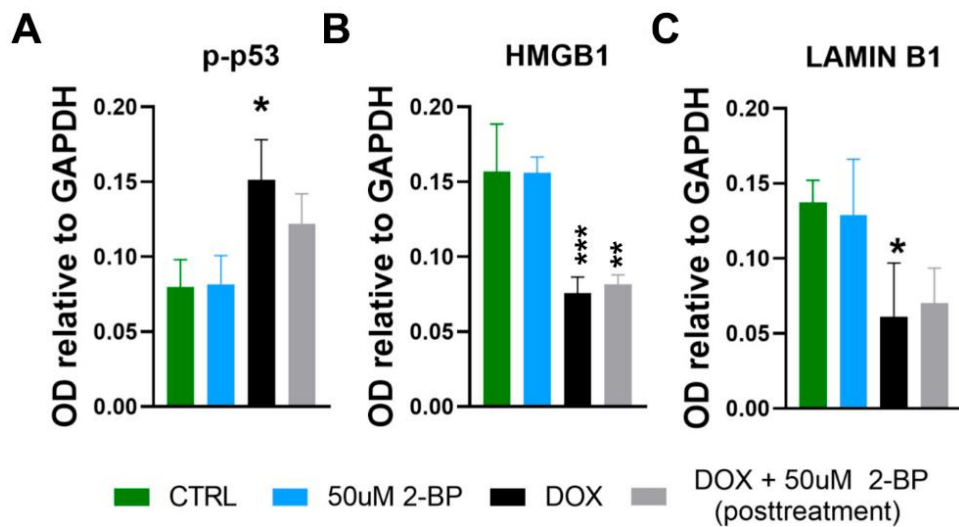 A
p-p53
OD relative to GAPDH
0.20
0.15
0.10
0.05
0.00
*
B
HMGB1
OD relative to GAPDH
0.20
0.15
0.10
0.05
0.00
***
**
C
LAMIN B1
OD relative to GAPDH
0.20
0.15
0.10
0.05
0.00
*
CTRL
50uM 2-BP
DOX
DOX + 50uM 2-BP
(posttreatment)